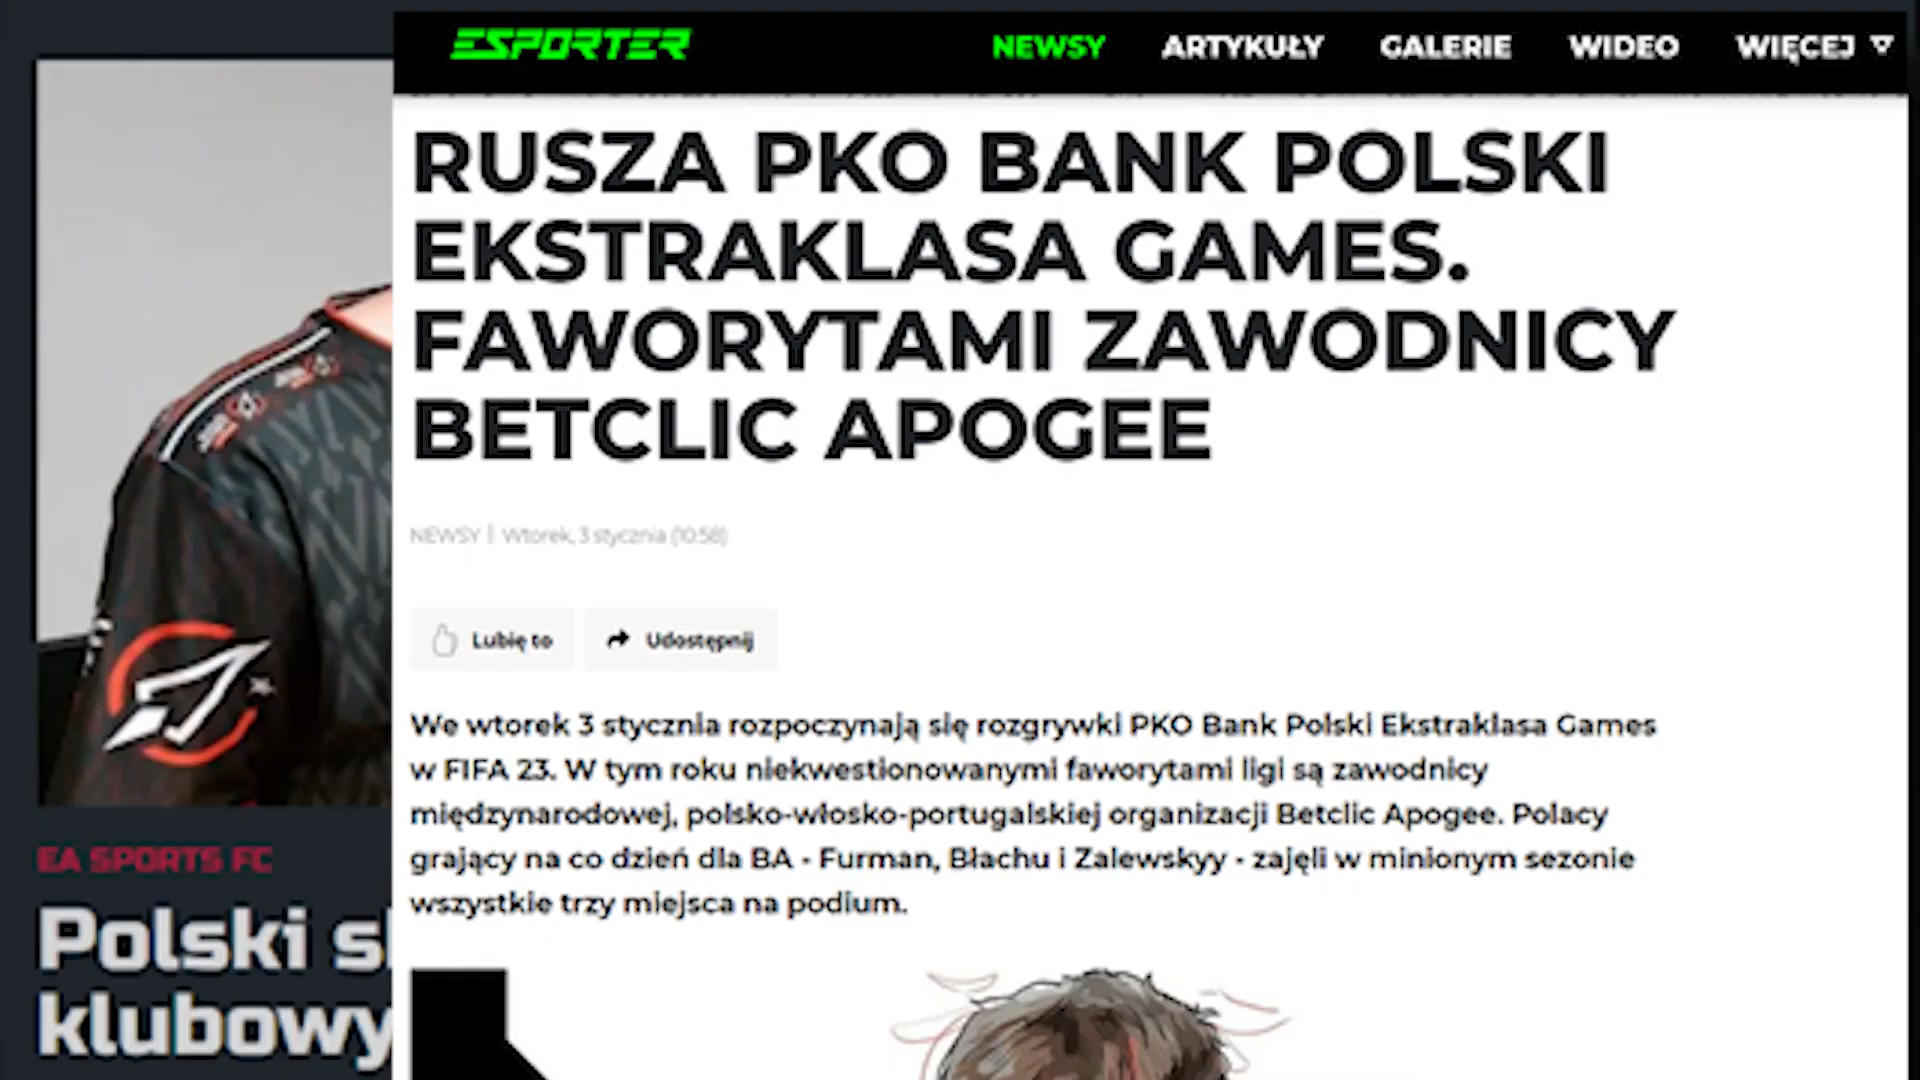 ESPORTER
NEWSY ARTYKUŁY GALERIE WIDEO WIĘCEJ
RUSZA PKO BANK POLSKI
EKSTRAKLASA GAMES.
FAWORYTAMI ZAWODNICY
BETCLIC APOGEE
NEWSY | Wtorek, 3 stycznia (10:58)
Lubię to Udostępnij
We wtorek 3 stycznia rozpoczynają się rozgrywki PKO Bank Polski Ekstraklasa Games
w FIFA 23. W tym roku niekwestionowanymi faworytami ligi są zawodnicy
międzynarodowej, polsko-włosko-portugalskiej organizacji Betclic Apogee. Polacy
grający na co dzień dla BA - Furman, Błachu i Zalewskyy - zajęli w minionym sezonie
wszystkie trzy miejsca na podium.
EA SPORTS FC
Polski
klubowy